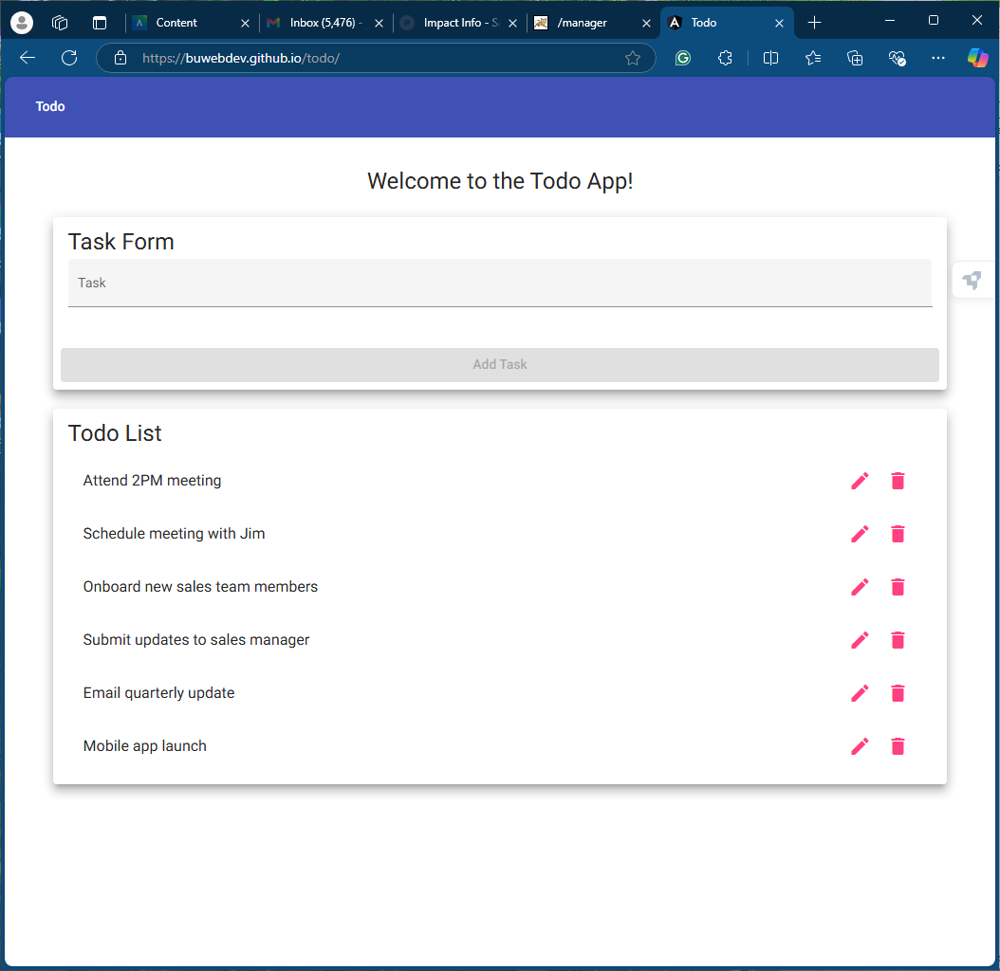 Content
Inbox (5,476) -
Impact Info - S
/manager
Todo
https://buwebdev.github.io/todo/
Todo
Welcome to the Todo App!
Task Form
Task
Add Task
Todo List
Attend 2PM meeting
Schedule meeting with Jim
Onboard new sales team members
Submit updates to sales manager
Email quarterly update
Mobile app launch